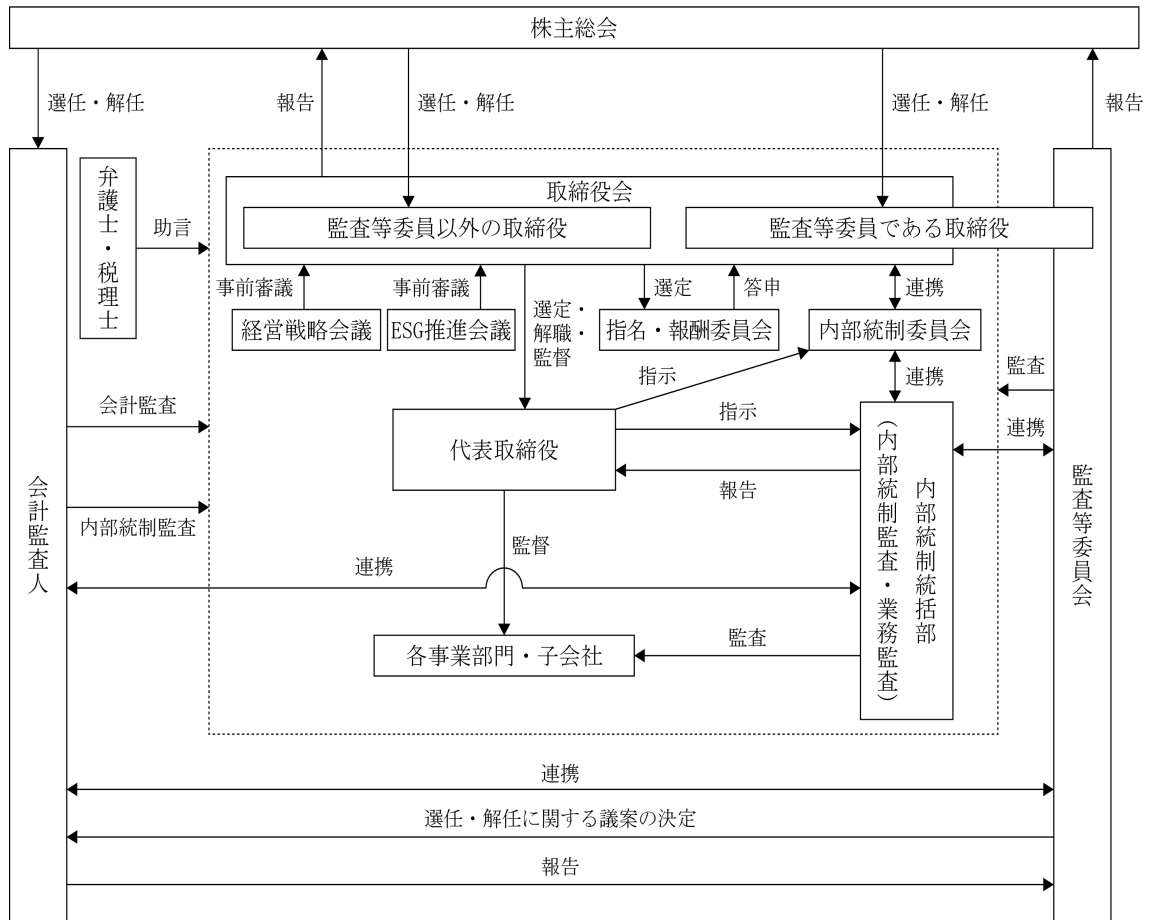 株主総会
選任・解任
報告
選任・解任
選任・解任
報告
弁護士・税理士
助言
取締役会
監査等委員以外の取締役
監査等委員である取締役
事前審議
事前審議
選定・
解職・
監督
選定
答申
連携
経営戦略会議
ESG推進会議
指名・報酬委員会
内部統制委員会
指示
連携
監査
会計監査
代表取締役
指示
報告
連携
内部統制監査
内部統制統括部
（内部統制監査・業務監査）
会計監査人
監査等委員会
監督
連携
各事業部門・子会社
監査
連携
選任・解任に関する議案の決定
報告